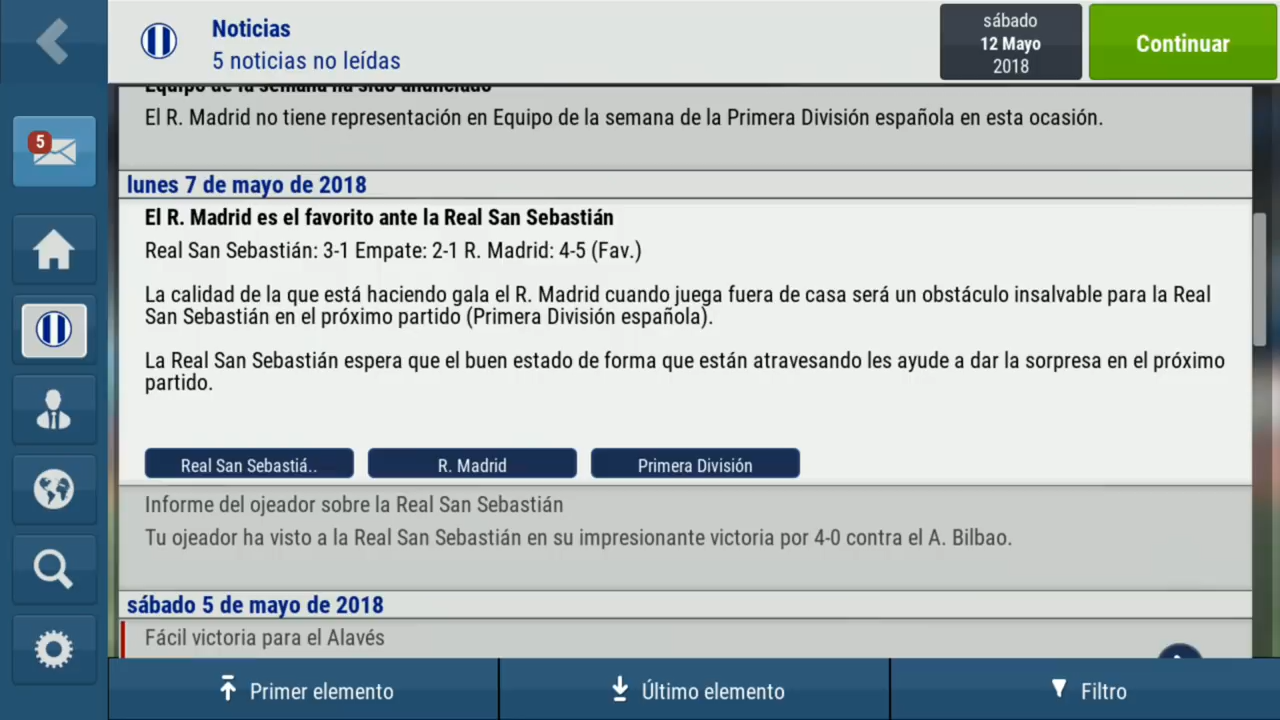 Noticias
5 noticias no leídas
sábado
12 Mayo
2018
Continuar
5
Equipo de la semana ha sido anunciado
El R. Madrid no tiene representación en Equipo de la semana de la Primera División española en esta ocasión.
lunes 7 de mayo de 2018
El R. Madrid es el favorito ante la Real San Sebastián
Real San Sebastián: 3-1 Empate: 2-1 R. Madrid: 4-5 (Fav.)
La calidad de la que está haciendo gala el R. Madrid cuando juega fuera de casa será un obstáculo insalvable para la Real
San Sebastián en el próximo partido (Primera División española).
La Real San Sebastián espera que el buen estado de forma que están atravesando les ayude a dar la sorpresa en el próximo
partido.
Real San Sebastiá..
R. Madrid
Primera División
Informe del ojeador sobre la Real San Sebastián
Tu ojeador ha visto a la Real San Sebastián en su impresionante victoria por 4-0 contra el A. Bilbao.
sábado 5 de mayo de 2018
Fácil victoria para el Alavés
Primer elemento
Último elemento
Filtro